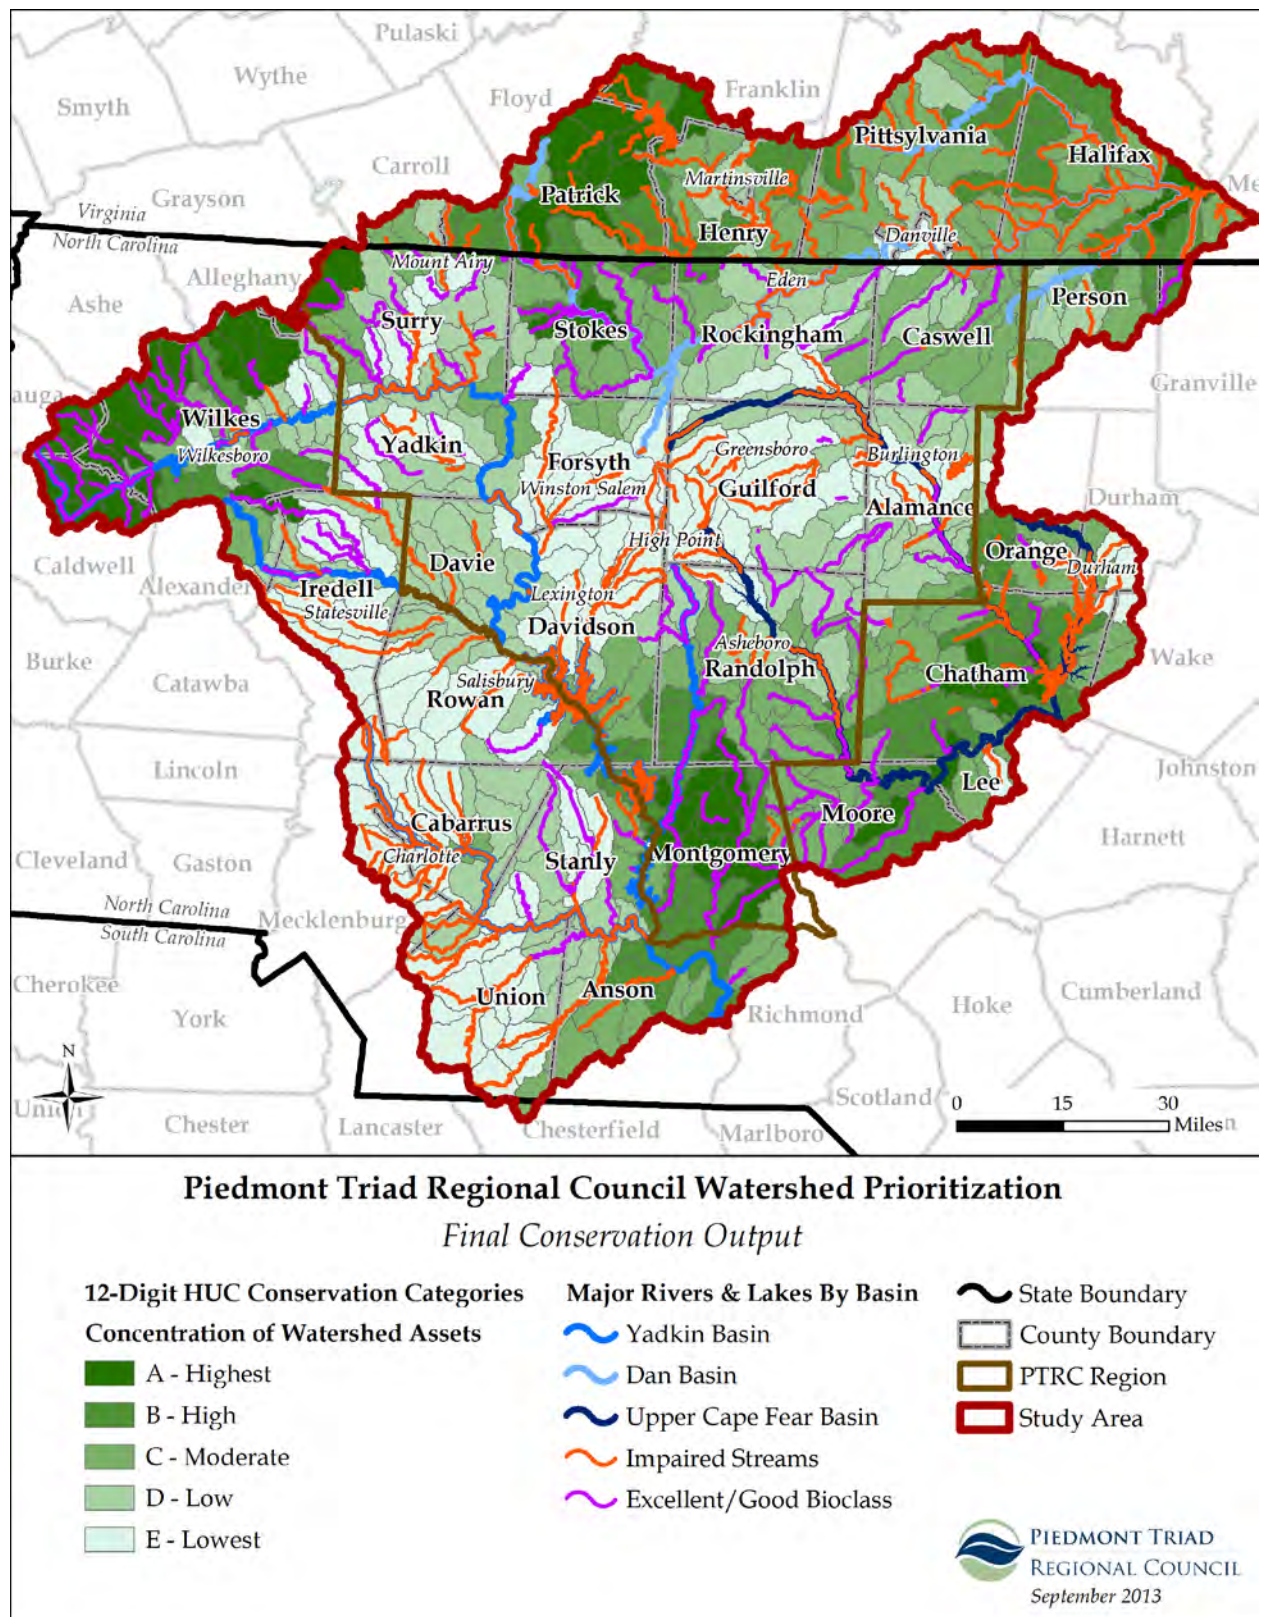 Pulaski
Wythe
Smyth
Floyd
Franklin
Pittsylvania
Halifax
Carroll
Martinsville
Patrick
Grayson
Me
Virginia
North Carolina
Henry
Danville
Mount Airy
Alleghany
Eden
Ashe
Person
Surry
Stokes
Rockingham
Caswell
auga
Granville
Wilkes
Yadkin
Greensboro
Burlington
Wilkesboro
Forsyth
Winston Salem
Guilford
Durham
Alamance
High Point
Orange
Durham
Davie
Caldwell
Alexander
Iredell
Statesville
Lexington
Davidson
Asheboro
Randolph
Burke
Wake
Chatham
Catawba
Salisbury
Rowan
Lincoln
Johnston
Lee
Moore
Cabarrus
Harnett
Charlotte
Stanly
Montgomery
Cleveland
Gaston
North Carolina
South Carolina
Mecklenburg
Cherokee
Union
Anson
York
Richmond
Hoke
Cumberland
N
Union
Chester
Lancaster
Chesterfield
Marlboro
Scotland
0 15 30
Miles
n
Piedmont Triad Regional Council Watershed Prioritization
Final Conservation Output
12-Digit HUC Conservation Categories
Concentration of Watershed Assets
A - Highest
B - High
C - Moderate
D - Low
E - Lowest
Major Rivers & Lakes By Basin
Yadkin Basin
Dan Basin
Upper Cape Fear Basin
Impaired Streams
Excellent/Good Bioclass
State Boundary
County Boundary
PTRC Region
Study Area
PIEDMONT TRIAD
REGIONAL COUNCIL
September 2013